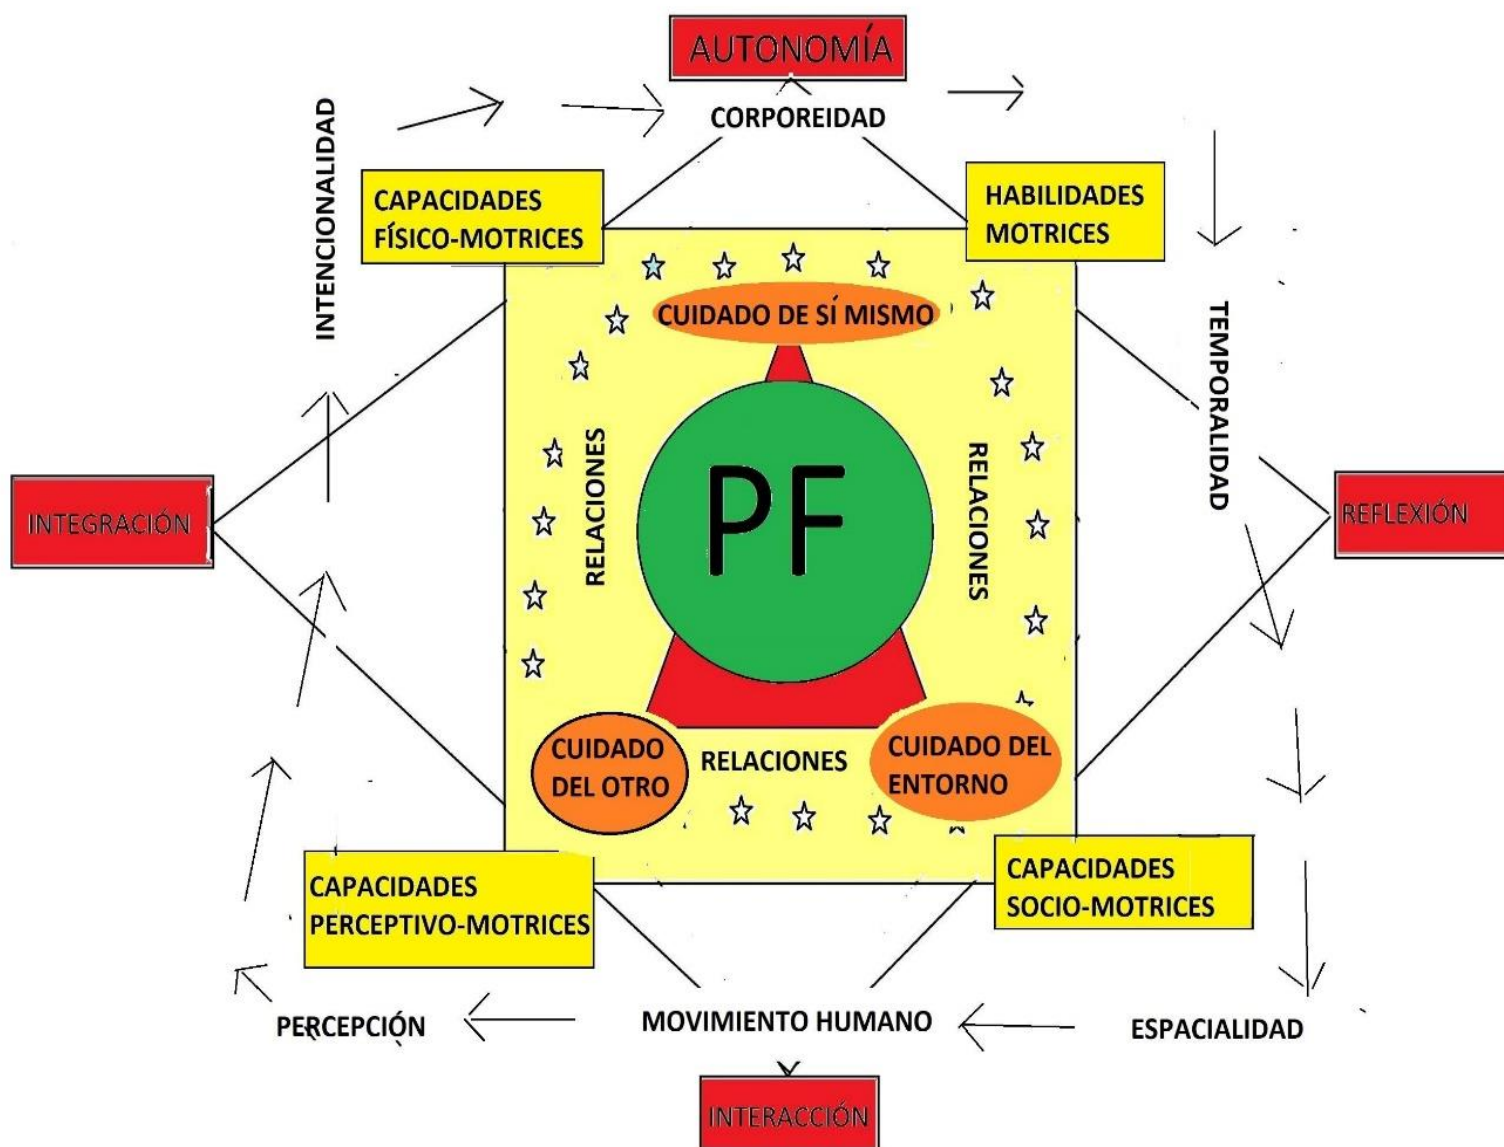 AUTONOMÍA
CORPOREIDAD
INTENCIONALIDAD
CAPACIDADES
FÍSICO-MOTRICES
HABILIDADES
MOTRICES
CUIDADO DE SÍ MISMO
TEMPORALIDAD
RELACIONES
PF
RELACIONES
INTEGRACIÓN
REFLEXIÓN
CUIDADO
DEL OTRO
RELACIONES
CUIDADO DEL
ENTORNO
CAPACIDADES
PERCEPTIVO-MOTRICES
CAPACIDADES
SOCIO-MOTRICES
PERCEPCIÓN
MOVIMIENTO HUMANO
ESPACIALIDAD
INTERACCIÓN